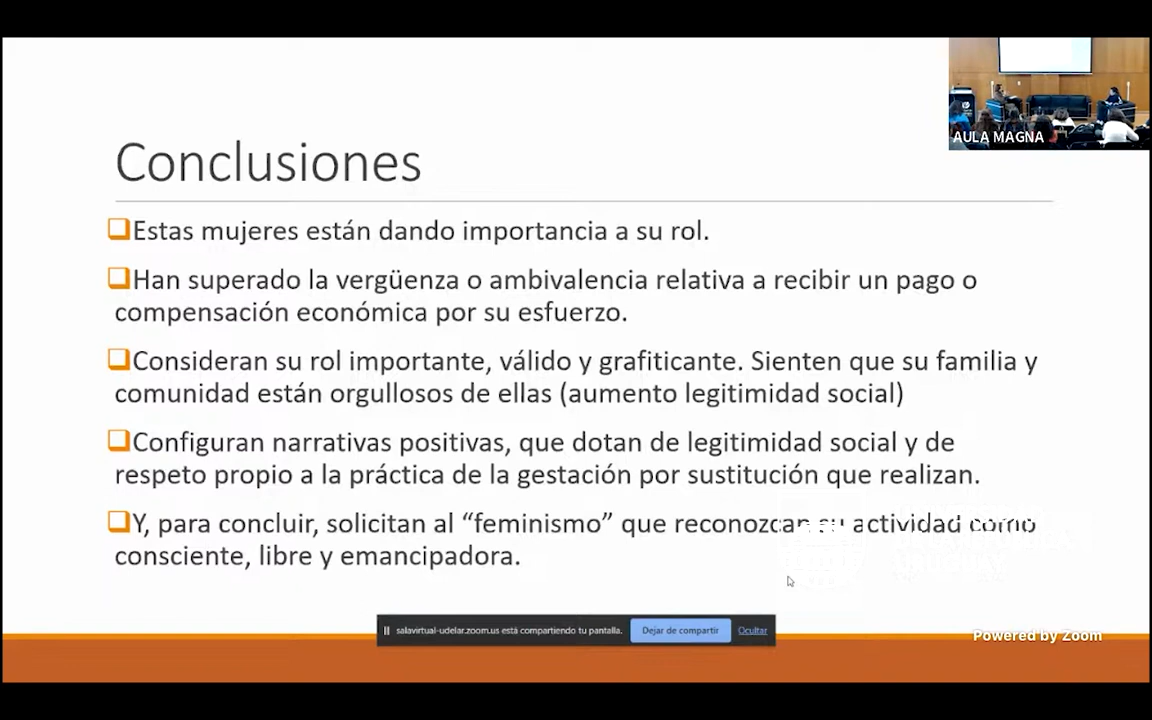 AULA MAGNA
Conclusiones
Estas mujeres están dando importancia a su rol.
Han superado la vergüenza o ambivalencia relativa a recibir un pago o
compensación económica por su esfuerzo.
Consideran su rol importante, válido y grafiticante. Sienten que su familia y
comunidad están orgullosos de ellas (aumento legitimidad social)
Configuran narrativas positivas, que dotan de legitimidad social y de
respeto propio a la práctica de la gestación por sustitución que realizan.
Y, para concluir, solicitan al “feminismo” que reconozcan su actividad como
consciente, libre y emancipadora.
salavirtual-udelar.zoom.us está compartiendo tu pantalla.
Dejar de compartir
Ocultar
Powered by Zoom